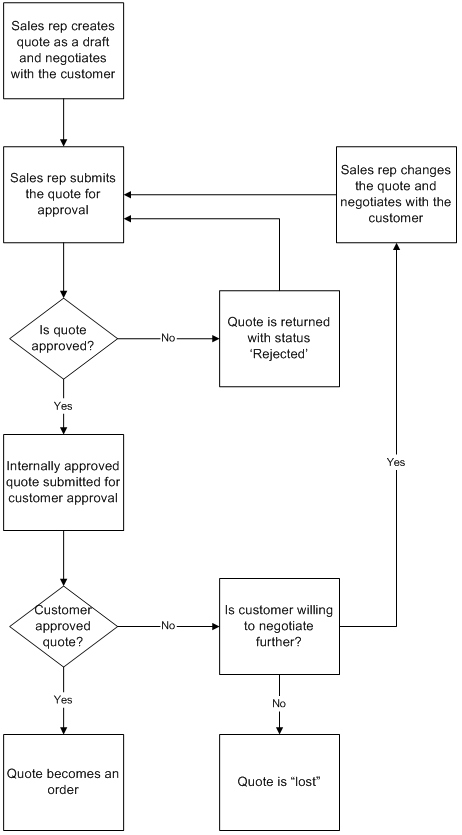 Sales rep creates
quote as a draft
and negotiates
with the customer
Sales rep submits
the quote for
approval
Sales rep changes
the quote and
negotiates with the
customer
Is quote
approved?
No
Quote is returned
with status
‘Rejected’
Yes
Internally approved
quote submitted for
customer approval
Yes
Customer
approved
quote?
No
Is customer willing
to negotiate
further?
Yes
No
Quote becomes an
order
Quote is “lost”